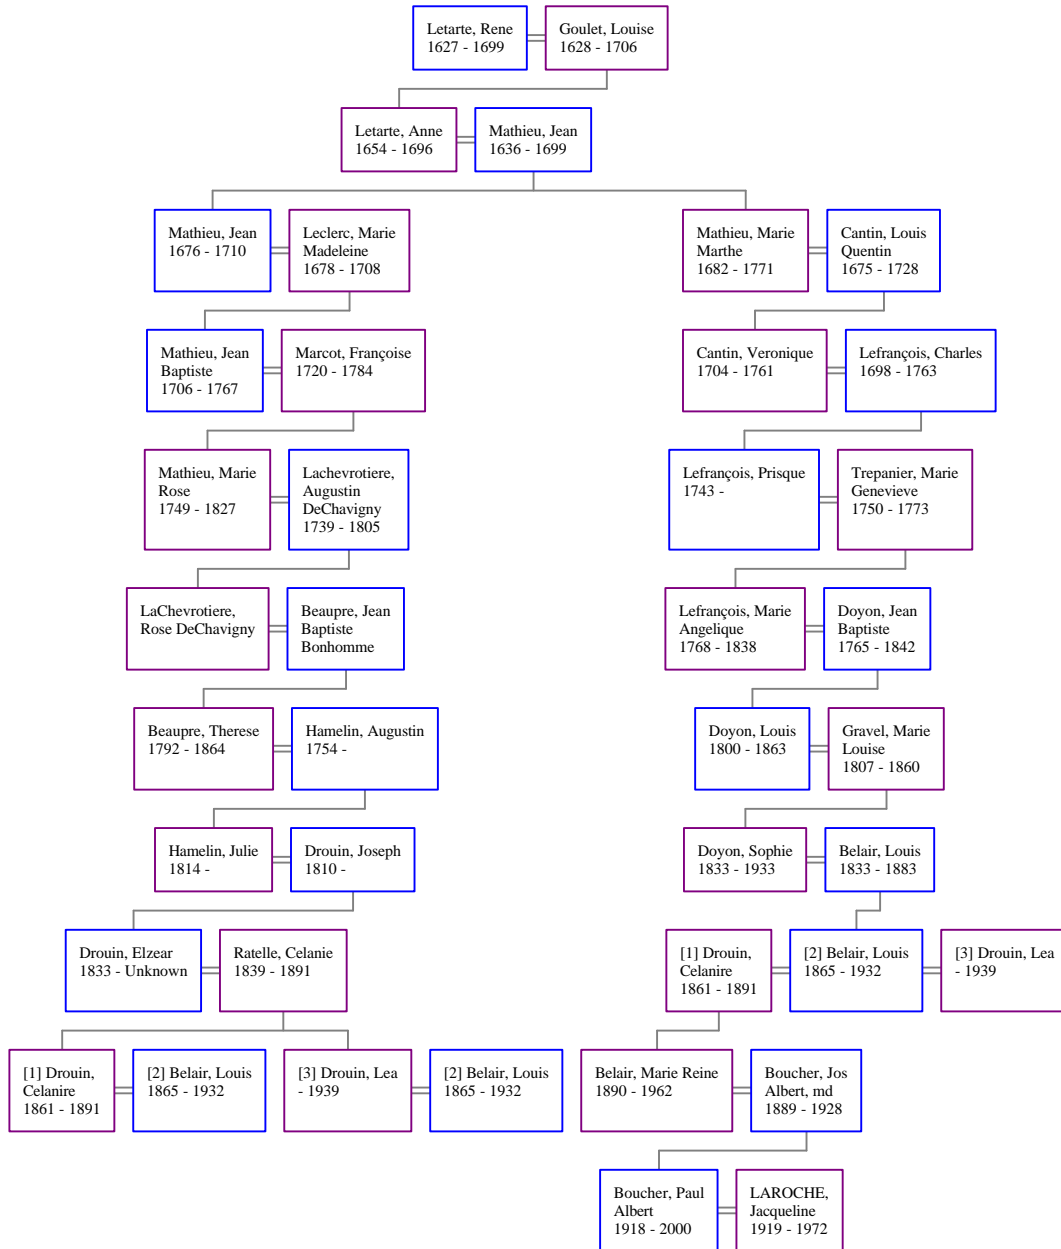 Letarte, Rene
1627 - 1699
Goulet, Louise
1628 - 1706
Letarte, Anne
1654 - 1696
Mathieu, Jean
1636 - 1699
Mathieu, Jean
1676 - 1710
Leclerc, Marie
Madeleine
1678 - 1708
Mathieu, Marie
Marthe
1682 - 1771
Cantin, Louis
Quentin
1675 - 1728
Mathieu, Jean
Baptiste
1706 - 1767
Marcot, Françoise
1720 - 1784
Cantin, Veronique
1704 - 1761
Lefrançois, Charles
1698 - 1763
Mathieu, Marie
Rose
1749 - 1827
Lachevrotiere,
Augustin
DeChavigny
1739 - 1805
Lefrançois, Prisque
1743 -
Trepanier, Marie
Genevieve
1750 - 1773
LaChevrotiere,
Rose DeChavigny
Beaupre, Jean
Baptiste
Bonhomme
Lefrançois, Marie
Angelique
1768 - 1838
Doyon, Jean
Baptiste
1765 - 1842
Beaupre, Therese
1792 - 1864
Hamelin, Augustin
1754 -
Doyon, Louis
1800 - 1863
Gravel, Marie
Louise
1807 - 1860
Hamelin, Julie
1814 -
Drouin, Joseph
1810 -
Doyon, Sophie
1833 - 1933
Belair, Louis
1833 - 1883
Drouin, Elzear
1833 - Unknown
Ratelle, Celanie
1839 - 1891
[1] Drouin,
Celanire
1861 - 1891
[2] Belair, Louis
1865 - 1932
[3] Drouin, Lea
- 1939
[1] Drouin,
Celanire
1861 - 1891
[2] Belair, Louis
1865 - 1932
[3] Drouin, Lea
- 1939
[2] Belair, Louis
1865 - 1932
Belair, Marie Reine
1890 - 1962
Boucher, Jos
Albert, md
1889 - 1928
Boucher, Paul
Albert
1918 - 2000
LAROCHE,
Jacqueline
1919 - 1972